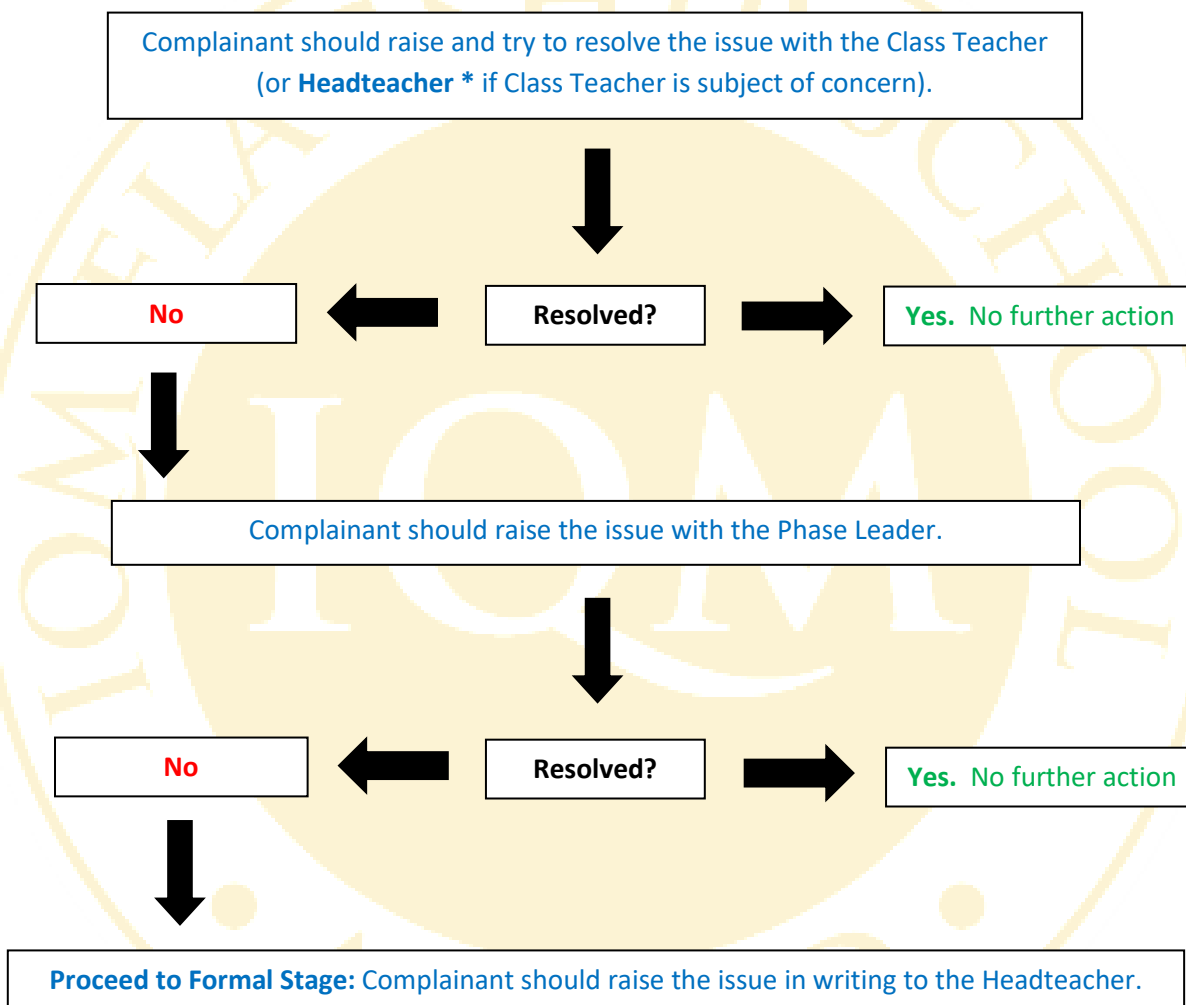 Complainant should raise and try to resolve the issue with the Class Teacher
(or Headteacher * if Class Teacher is subject of concern).
No
Resolved?
Yes. No further action
Complainant should raise the issue with the Phase Leader.
No
Resolved?
Yes. No further action
Proceed to Formal Stage: Complainant should raise the issue in writing to the Headteacher.
IQM
SCHOOL
IQM